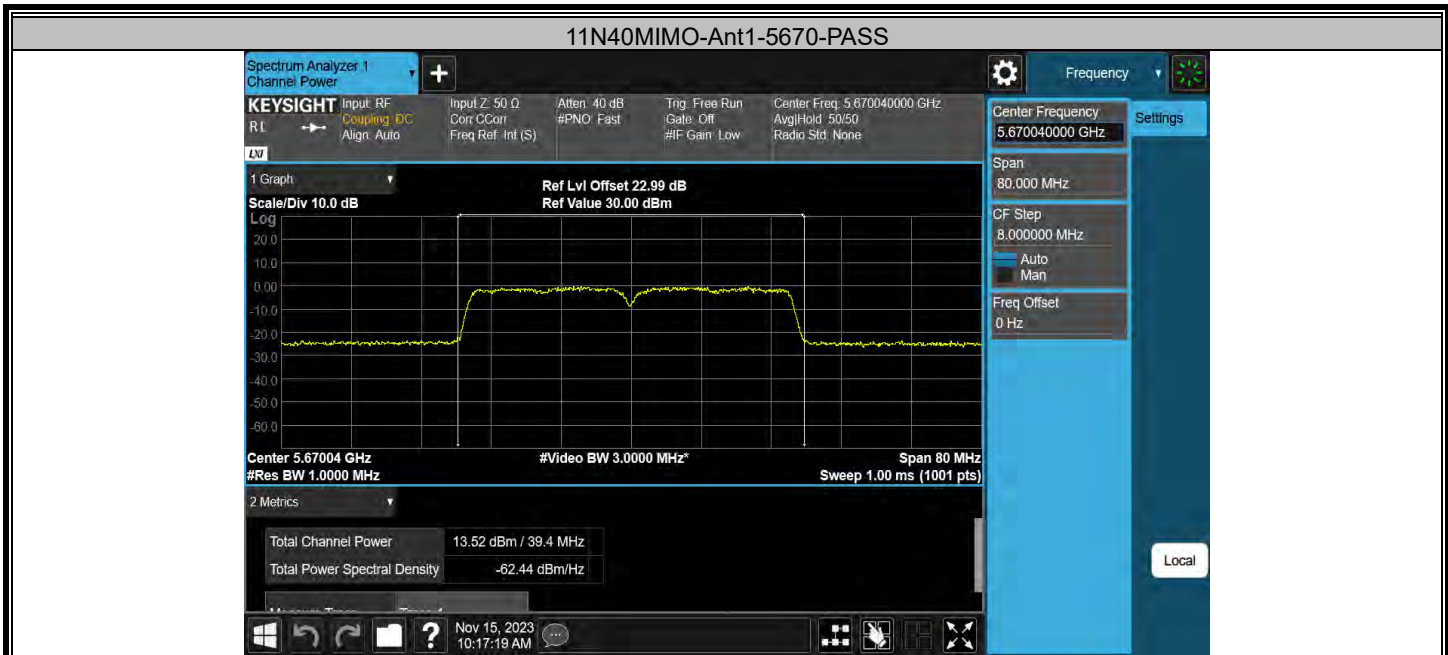 11N40MIMO-Ant1-5670-PASS
Spectrum Analyzer 1
Channel Power
+
Frequency
KEYSIGHT
RL
LXI
Input: RF
Coupling: DC
Align: Auto
Input Z: 50 Ω
Corr CCorr
Freq Ref: Int (S)
Atten: 40 dB
#PNO: Fast
Trig: Free Run
Gate: Off
#IF Gain: Low
Center Freq: 5.670040000 GHz
Avg|Hold: 50/50
Radio Std: None
Center Frequency
5.670040000 GHz
Settings
Span
80.000 MHz
CF Step
8.000000 MHz
Auto
Man
Freq Offset
0 Hz
Local
1 Graph
Scale/Div 10.0 dB
Ref Lvl Offset 22.99 dB
Ref Value 30.00 dBm
Log
20.0
10.0
0.00
-10.0
-20.0
-30.0
-40.0
-50.0
-60.0
Center 5.67004 GHz
#Video BW 3.0000 MHz*
Span 80 MHz
#Res BW 1.0000 MHz
Sweep 1.00 ms (1001 pts)
2 Metrics
Total Channel Power 13.52 dBm / 39.4 MHz
Total Power Spectral Density -62.44 dBm/Hz
?
Nov 15, 2023
10:17:19 AM